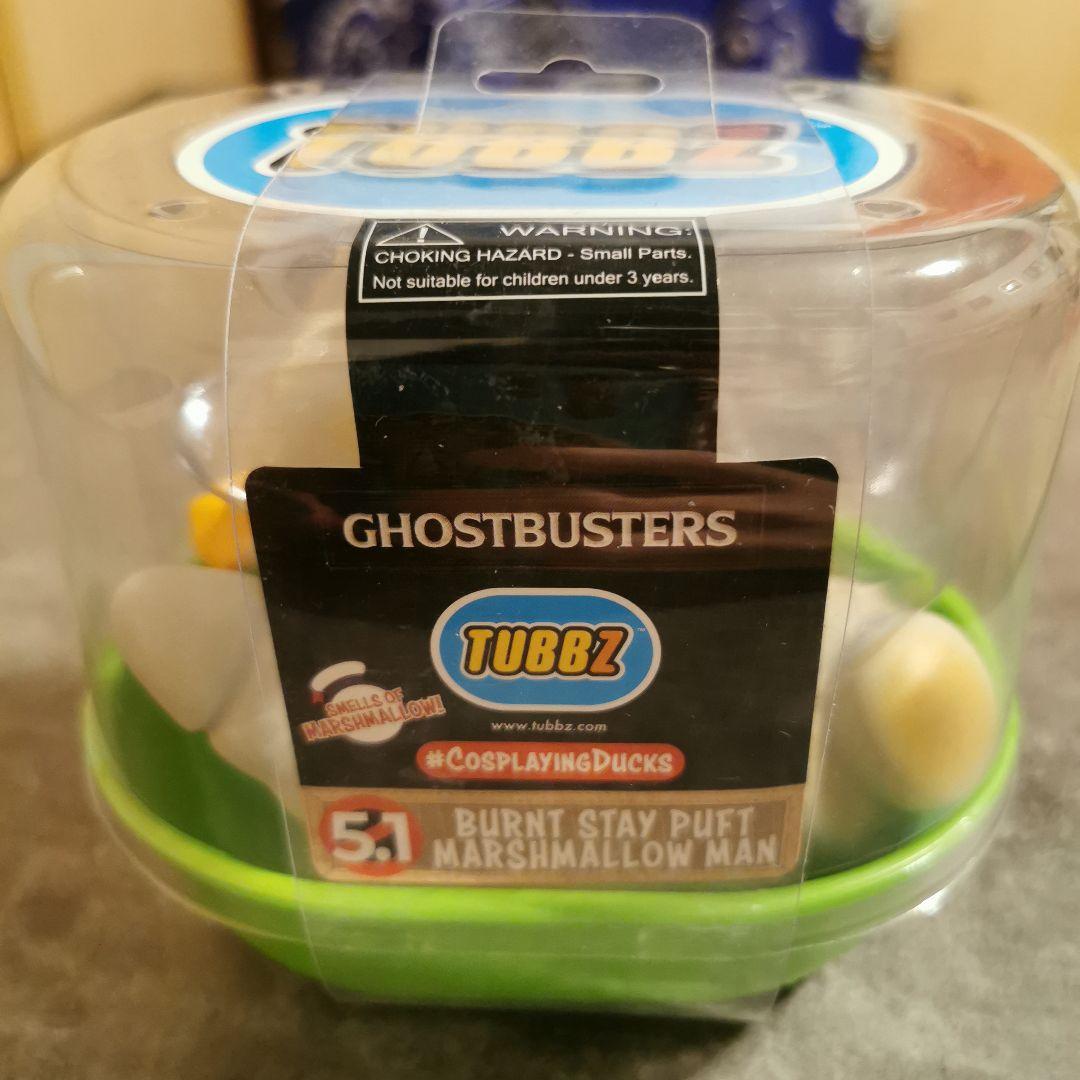 TUBBZ
WARNING:
CHOKING HAZARD - Small Parts.
Not suitable for children under 3 years.
GHOSTBUSTERS
TUBBZ™
www.tubbz.com
SMELLS OF
MARSHMALLOW!
#COSPLAYINGDUCKS
5.1
BURNT STAY PUFT
MARSHMALLOW MAN